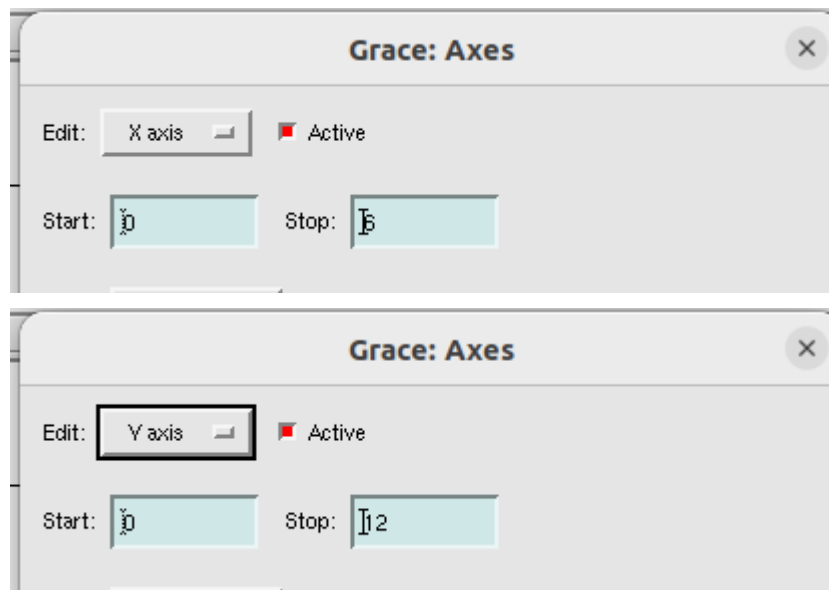 Grace: Axes
Edit: X axis Active
Start: 0 Stop: 6
Grace: Axes
Edit: Y axis Active
Start: 0 Stop: 12